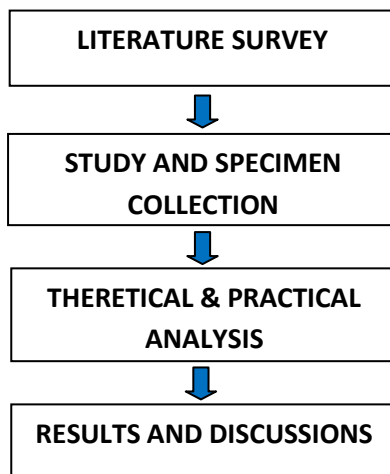 LITERATURE SURVEY
STUDY AND SPECIMEN
COLLECTION
THERETICAL & PRACTICAL
ANALYSIS
RESULTS AND DISCUSSIONS